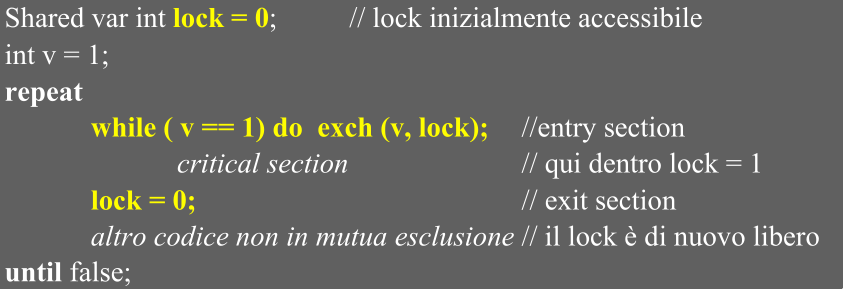 Shared var int lock = 0; // lock inizialmente accessibile
int v = 1;
repeat
while ( v == 1) do exch (v, lock); //entry section
critical section // qui dentro lock = 1
lock = 0; // exit section
altro codice non in mutua esclusione // il lock è di nuovo libero
until false;